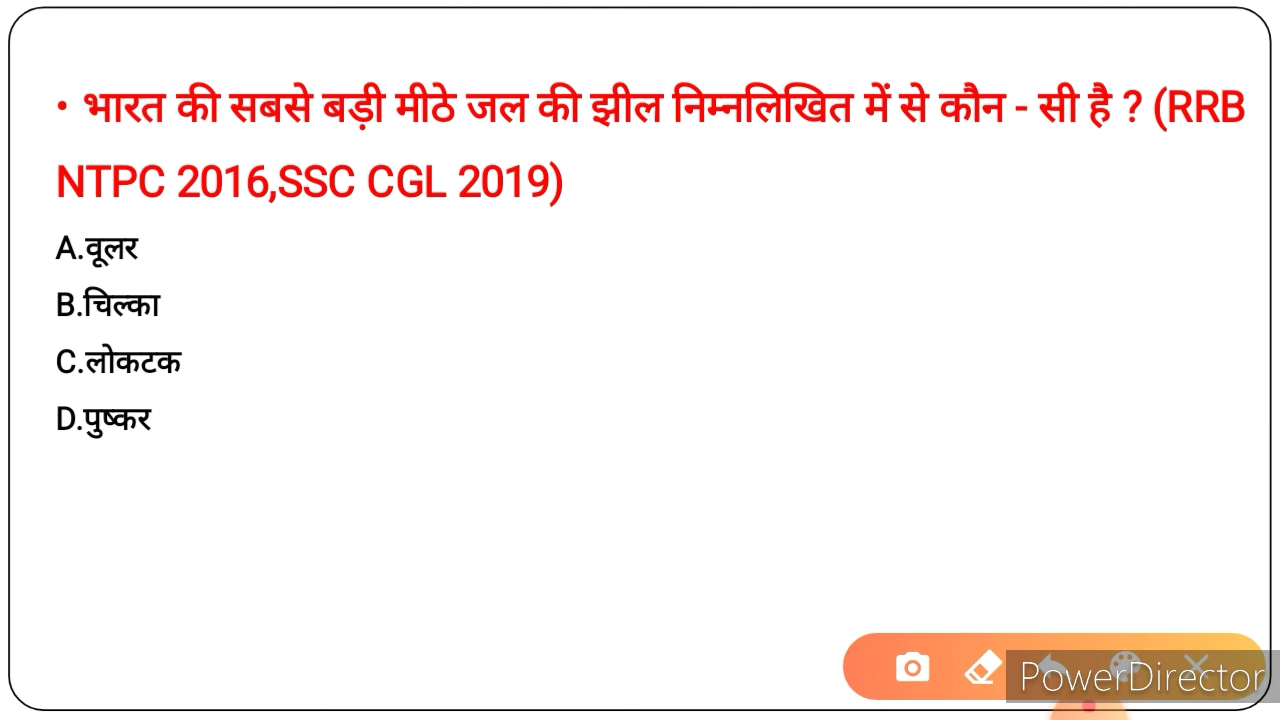 • भारत की सबसे बड़ी मीठे जल की झील निम्नलिखित में से कौन - सी है ? (RRB
NTPC 2016,SSC CGL 2019)
A.वूलर
B.चिल्का
C.लोकटक
D.पुष्कर
PowerDirector